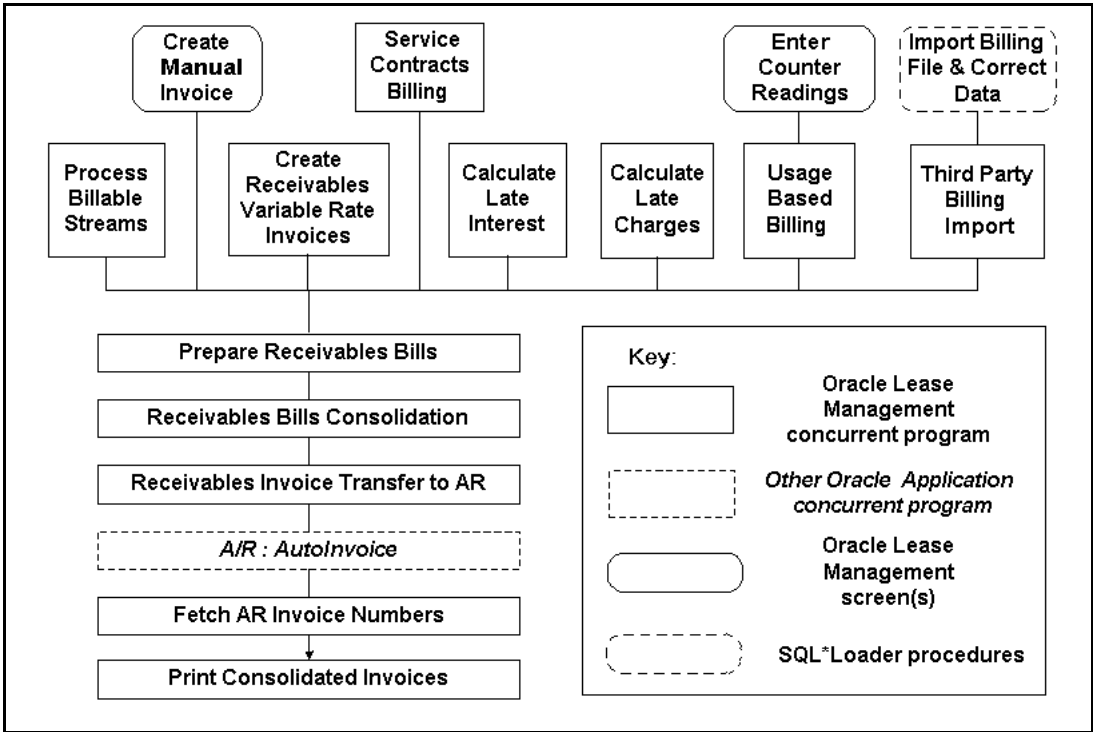 Create
Manual
Invoice
Service
Contracts
Billing
Enter
Counter
Readings
Import Billing
File & Correct
Data
Process
Billable
Streams
Create
Receivables
Variable Rate
Invoices
Calculate
Late
Interest
Calculate
Late
Charges
Usage
Based
Billing
Third Party
Billing
Import
Prepare Receivables Bills
Receivables Bills Consolidation
Receivables Invoice Transfer to AR
A/R : AutoInvoice
Fetch AR Invoice Numbers
Print Consolidated Invoices
Key:
Oracle Lease
Management
concurrent program
Other Oracle Application
concurrent program
Oracle Lease
Management
screen(s)
SQL*Loader procedures